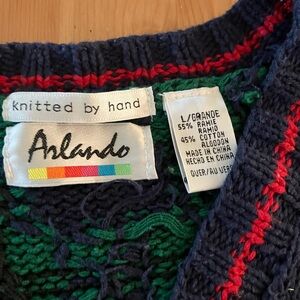 knitted by hand
Arlando
L/GRANDE
55% RAMIE
RAMIO
45% COTTON
ALGODON
MADE IN CHINA
HECHO EN CHINA
OVER/AU VERSO